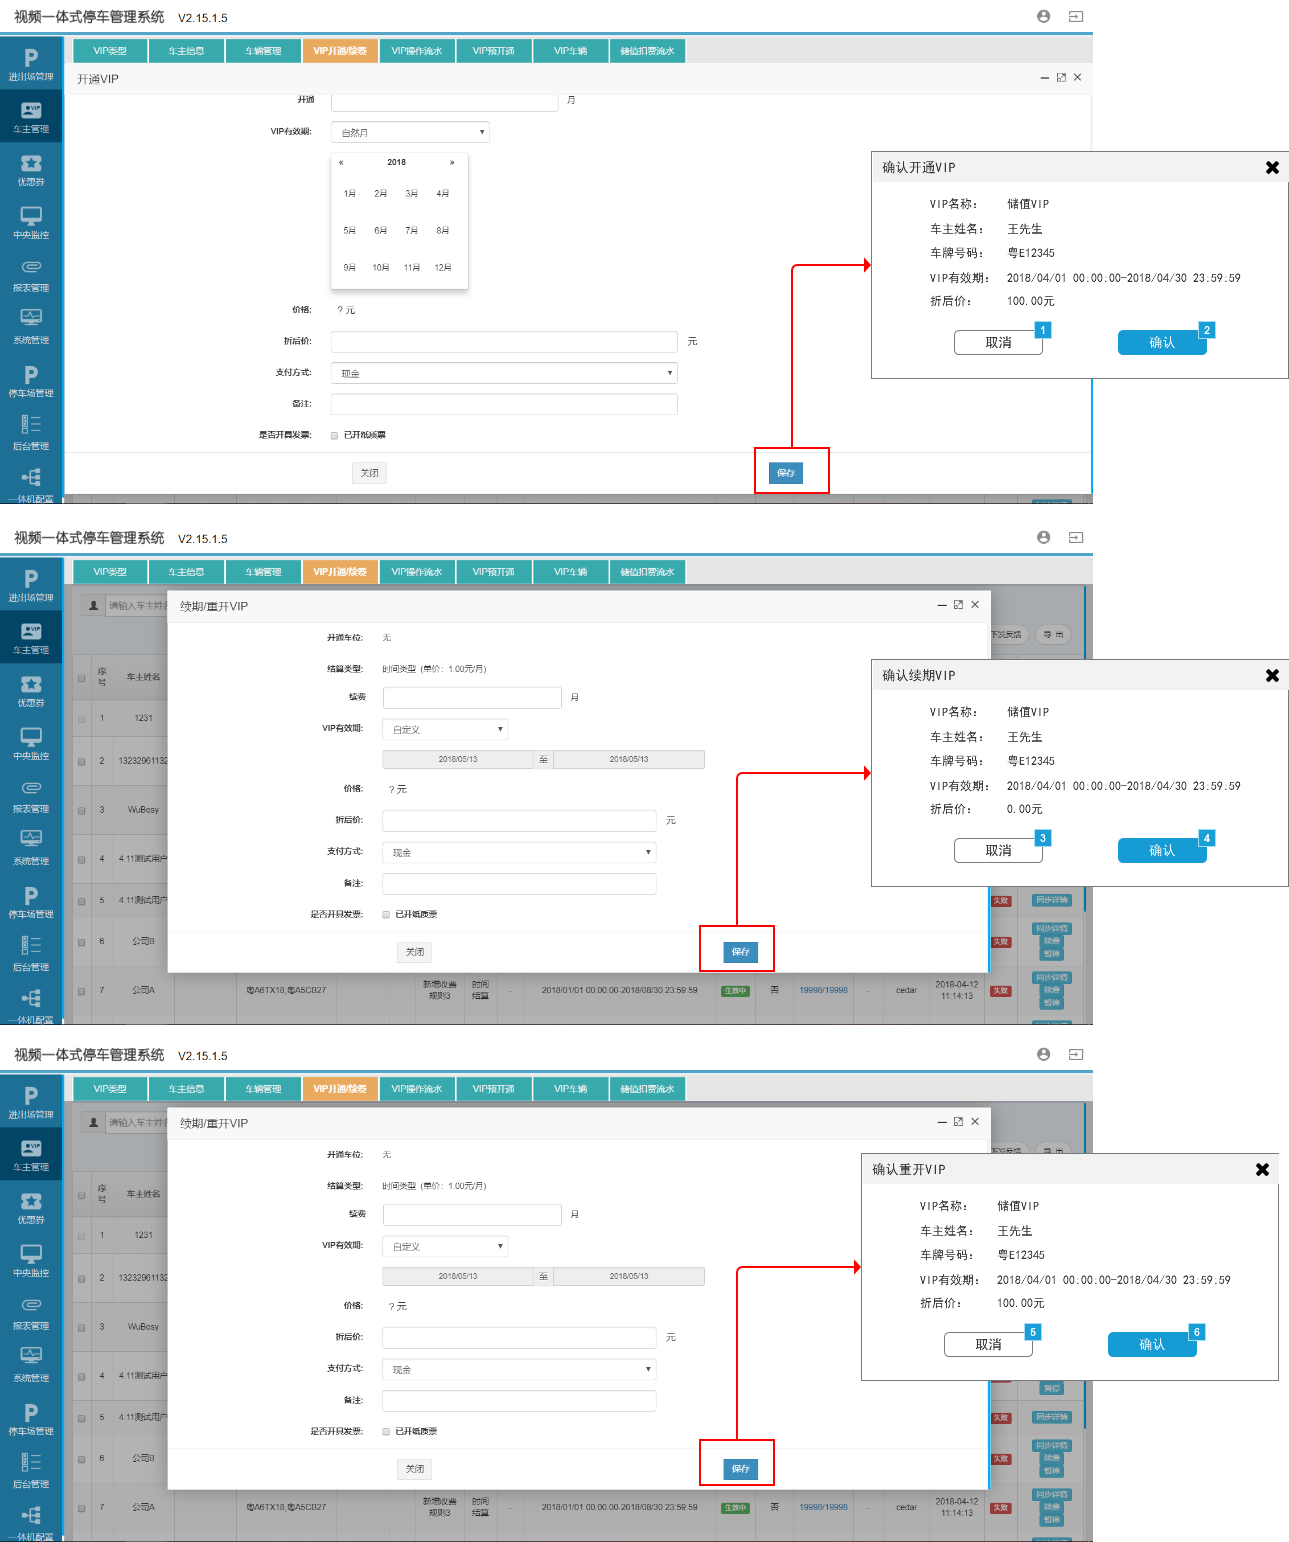 视频一体式停车管理系统 V2.15.1.5
VIP类型 车主信息 车辆管理 VIP开通/续费 VIP操作流水 VIP预开通 VIP车辆 储值扣费流水
进出场管理
车主管理
优惠券
中央监控
报表管理
系统管理
停车场管理
后台管理
一体机配置
开通VIP
开通 月
VIP有效期: 自然月
« 2018 »
1月 2月 3月 4月
5月 6月 7月 8月
9月 10月 11月 12月
价格: ? 元
折后价: 元
支付方式: 现金
备注:
是否开具发票: 已开纸质票
关闭 保存
确认开通VIP
VIP名称: 储值VIP
车主姓名: 王先生
车牌号码: 粤E12345
VIP有效期: 2018/04/01 00:00:00-2018/04/30 23:59:59
折后价: 100.00元
取消 1 确认 2
视频一体式停车管理系统 V2.15.1.5
VIP类型 车主信息 车辆管理 VIP开通/续费 VIP操作流水 VIP预开通 VIP车辆 储值扣费流水
进出场管理
车主管理
优惠券
中央监控
报表管理
系统管理
停车场管理
后台管理
一体机配置
请输入车主姓名
下发反馈 导 出
序号 车主姓名
1 1231
2 13232961132
3 WuBosy
4 4.11测试用户
5 4.11测试用户 失败 同步详情
6 公司B 失败 同步详情 续费 暂停
7 公司A 粤A6TX18,粤A5CB27 新增收费规则3 时间结算 - 2018/01/01 00:00:00-2018/08/30 23:59:59 生效中 否 19998/19998 - cedar 2018-04-12 11:14:13 失败 同步详情 续费 暂停
续期/重开VIP
开通车位: 无
结算类型: 时间类型 (单价: 1.00元/月)
续费 月
VIP有效期: 自定义
2018/05/13 至 2018/05/13
价格: ? 元
折后价: 元
支付方式: 现金
备注:
是否开具发票: 已开纸质票
关闭 保存
确认续期VIP
VIP名称: 储值VIP
车主姓名: 王先生
车牌号码: 粤E12345
VIP有效期: 2018/04/01 00:00:00-2018/04/30 23:59:59
折后价: 0.00元
取消 3 确认 4
视频一体式停车管理系统 V2.15.1.5
VIP类型 车主信息 车辆管理 VIP开通/续费 VIP操作流水 VIP预开通 VIP车辆 储值扣费流水
进出场管理
车主管理
优惠券
中央监控
报表管理
系统管理
停车场管理
后台管理
一体机配置
请输入车主姓名
下发反馈 导 出
序号 车主姓名
1 1231
2 13232961132
3 WuBosy
4 4.11测试用户 暂停
5 4.11测试用户 失败 同步详情
6 公司B 失败 同步详情 续费 暂停
7 公司A 粤A6TX18,粤A5CB27 新增收费规则3 时间结算 - 2018/01/01 00:00:00-2018/08/30 23:59:59 生效中 否 19998/19998 - cedar 2018-04-12 11:14:13 失败 同步详情 续费 暂停
续期/重开VIP
开通车位: 无
结算类型: 时间类型 (单价: 1.00元/月)
续费 月
VIP有效期: 自定义
2018/05/13 至 2018/05/13
价格: ? 元
折后价: 元
支付方式: 现金
备注:
是否开具发票: 已开纸质票
关闭 保存
确认重开VIP
VIP名称: 储值VIP
车主姓名: 王先生
车牌号码: 粤E12345
VIP有效期: 2018/04/01 00:00:00-2018/04/30 23:59:59
折后价: 100.00元
取消 5 确认 6